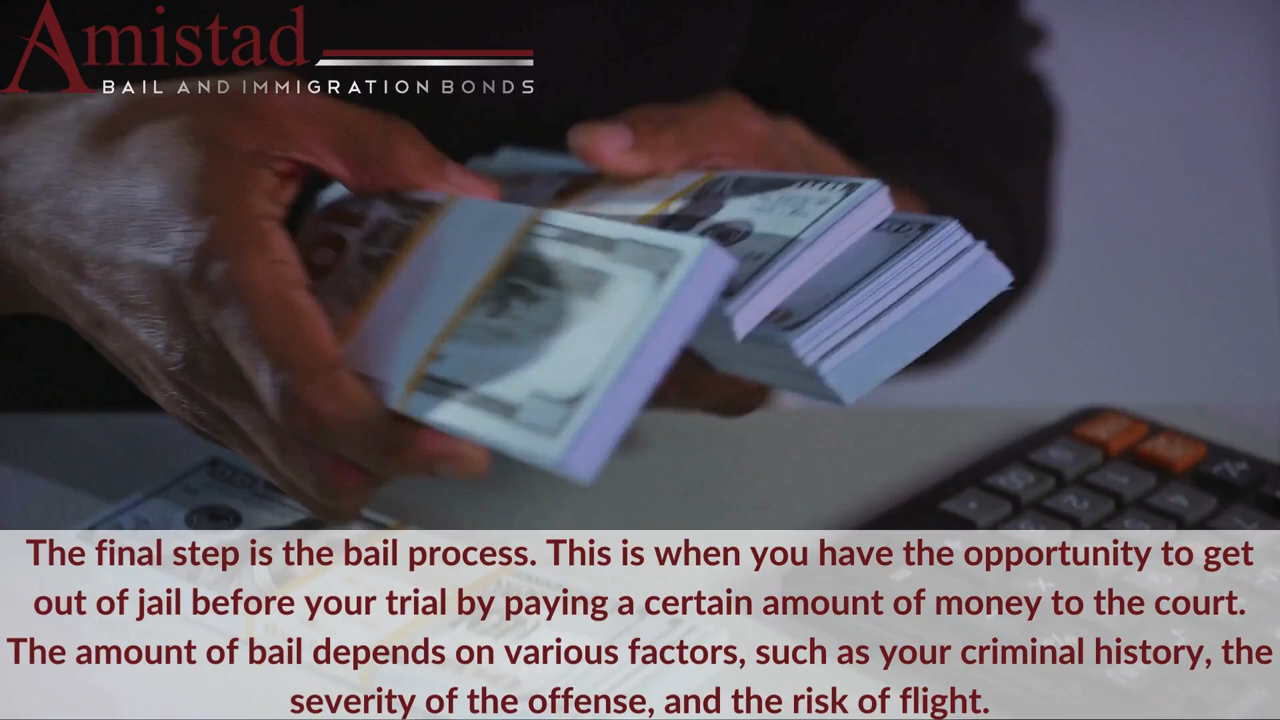 Amistad
BAIL AND IMMIGRATION BONDS
The final step is the bail process. This is when you have the opportunity to get
out of jail before your trial by paying a certain amount of money to the court.
The amount of bail depends on various factors, such as your criminal history, the
severity of the offense, and the risk of flight.